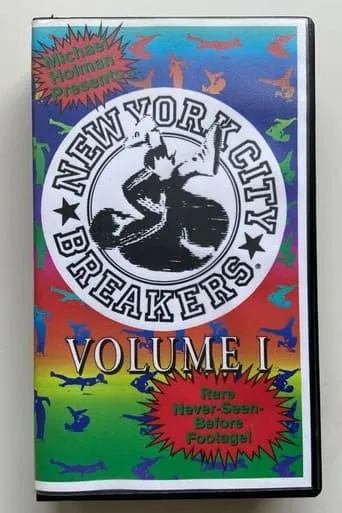 Michael
Holman
Presents
NEW YORK CITY
BREAKERS
VOLUME I
Rare
Never-Seen-
Before
Footage!